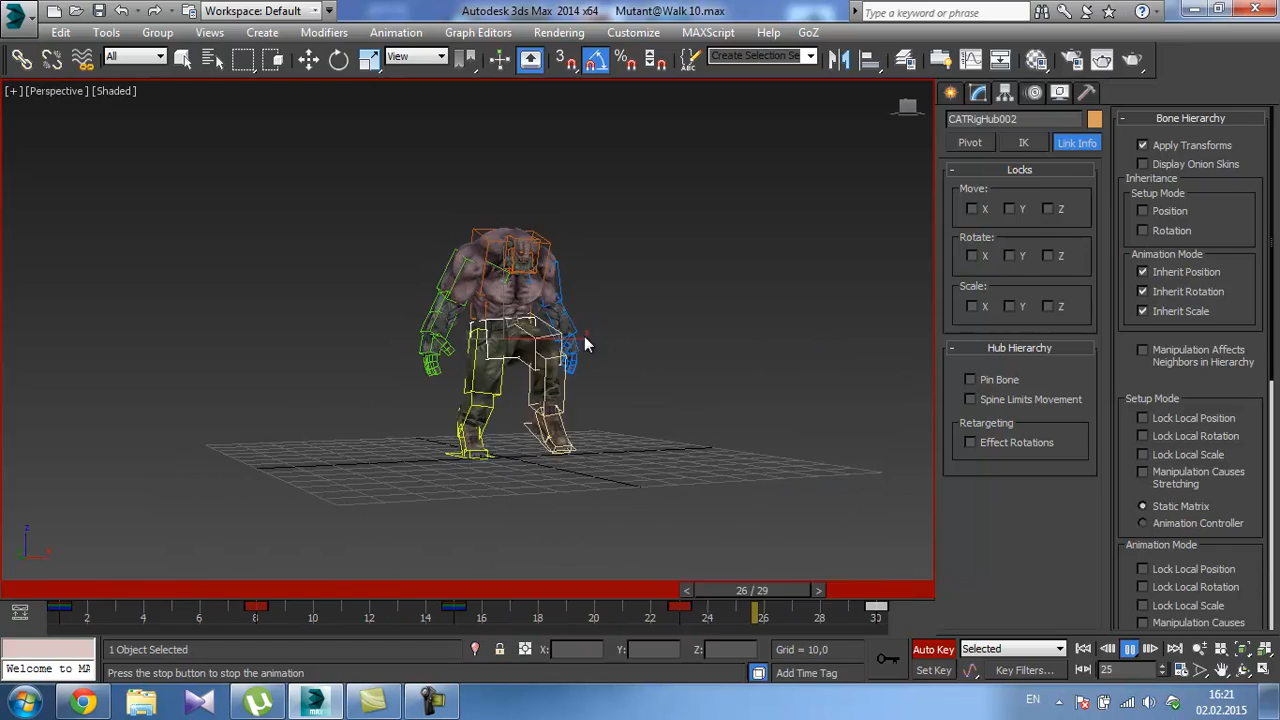 Workspace: Default
Autodesk 3ds Max 2014 x64
Mutant@Walk 10.max
Type a keyword or phrase
Edit Tools Group Views Create Modifiers Animation Graph Editors Rendering Customize MAXScript Help GoZ
All
View
3
Create Selection Se
[+] [Perspective] [Shaded]
CATRigHub002
Pivot IK Link Info
- Locks
Move:
X Y Z
Rotate:
X Y Z
Scale:
X Y Z
- Hub Hierarchy
Pin Bone
Spine Limits Movement
Retargeting
Effect Rotations
- Bone Hierarchy
Apply Transforms
Display Onion Skins
Inheritance
Setup Mode
Position
Rotation
Animation Mode
Inherit Position
Inherit Rotation
Inherit Scale
Manipulation Affects
Neighbors in Hierarchy
Setup Mode
Lock Local Position
Lock Local Rotation
Lock Local Scale
Manipulation Causes
Stretching
Static Matrix
Animation Controller
Animation Mode
Lock Local Position
Lock Local Rotation
Lock Local Scale
Manipulation Causes
z
x
< 26 / 29 >
2 4 6 8 10 12 14 16 18 20 22 24 26 28 30
1 Object Selected
X: Y: Z:
Grid = 10,0
Auto Key
Selected
Welcome to MA
Press the stop button to stop the animation
Add Time Tag
Set Key
Key Filters...
25
EN
16:21
02.02.2015